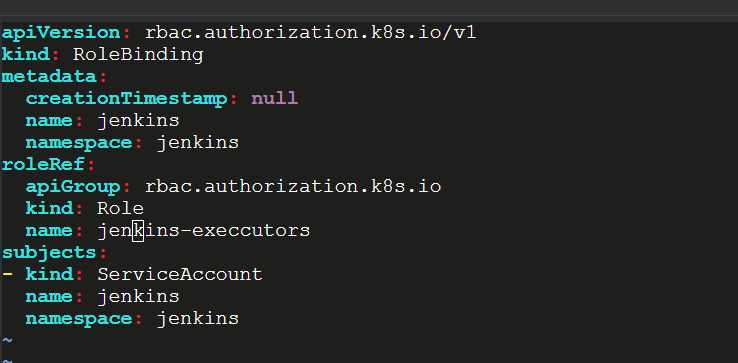 apiVersion: rbac.authorization.k8s.io/v1
kind: RoleBinding
metadata:
  creationTimestamp: null
  name: jenkins
  namespace: jenkins
roleRef:
  apiGroup: rbac.authorization.k8s.io
  kind: Role
  name: jenkins-execcutors
subjects:
- kind: ServiceAccount
  name: jenkins
  namespace: jenkins
~
~